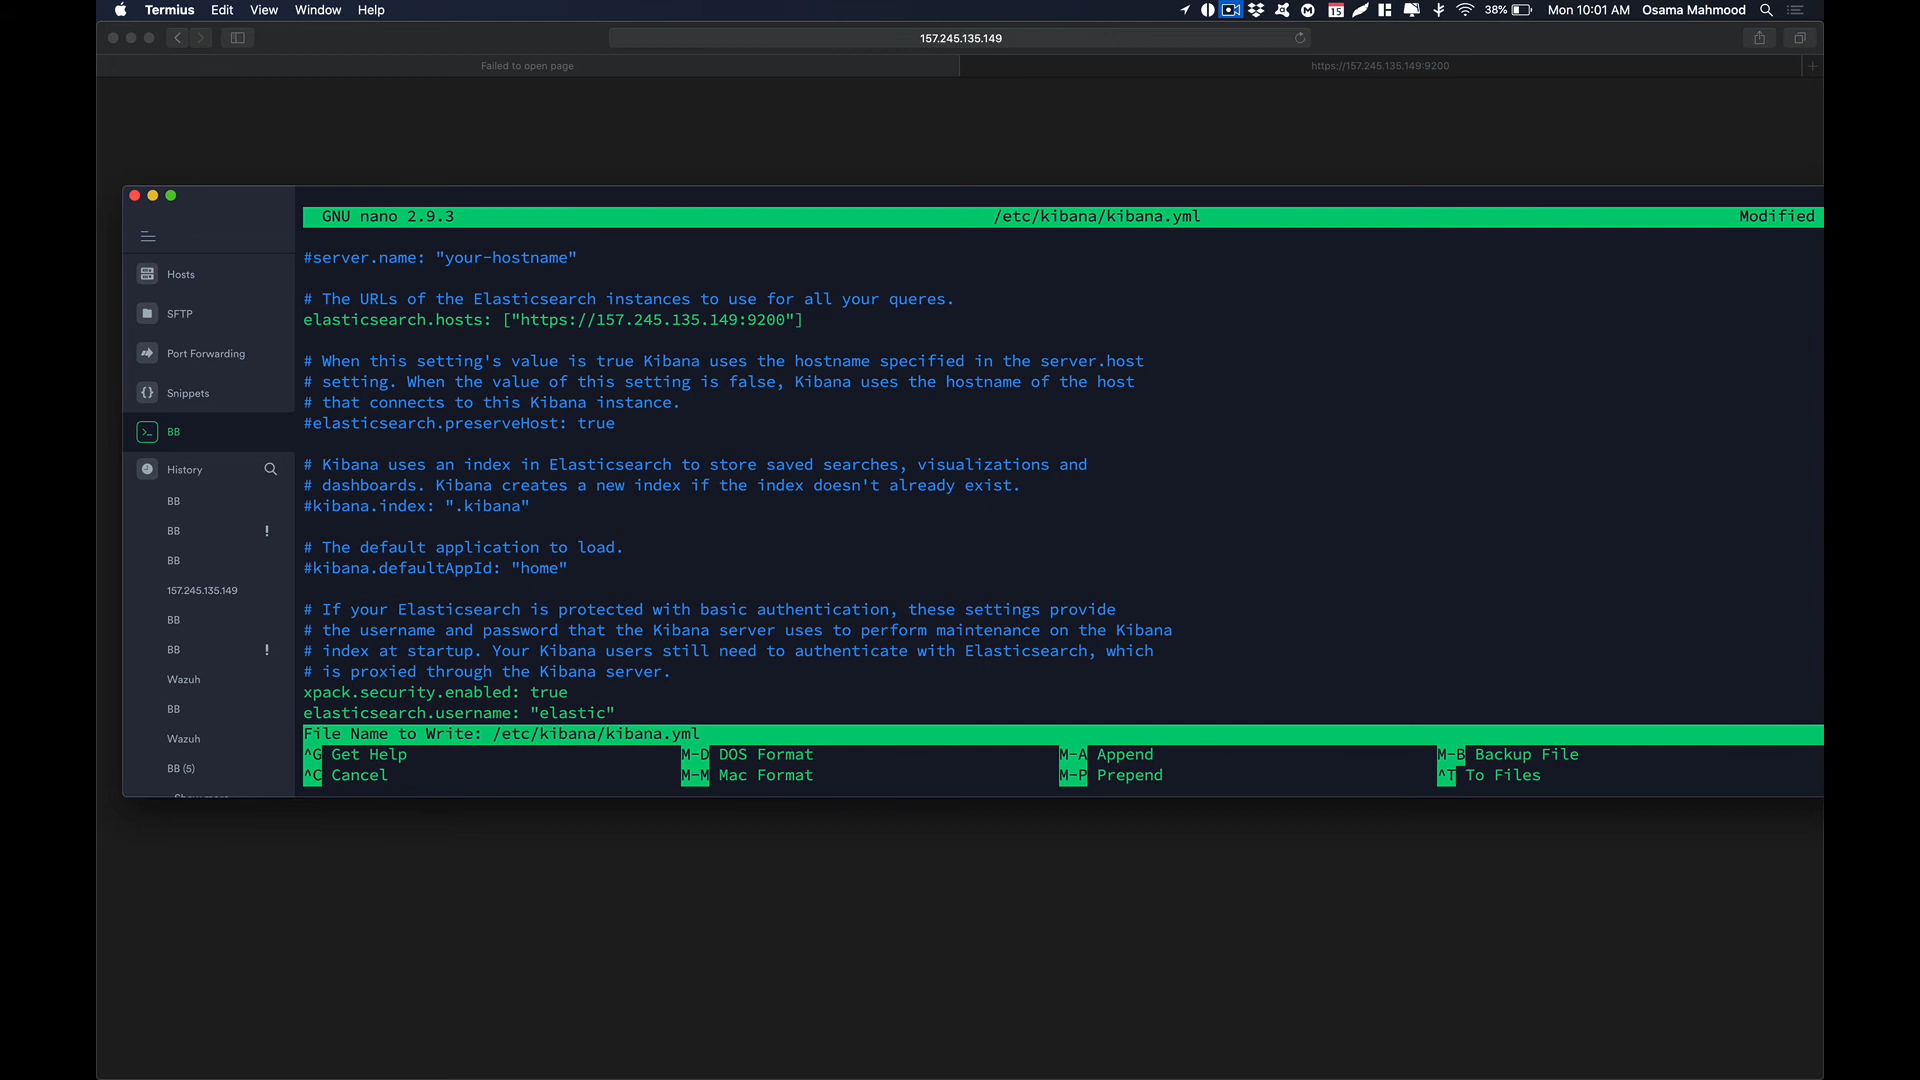 Termius Edit View Window Help
15 38% Mon 10:01 AM Osama Mahmood
157.245.135.149
Failed to open page
https://157.245.135.149:9200
GNU nano 2.9.3 /etc/kibana/kibana.yml Modified
Hosts
SFTP
Port Forwarding
Snippets
BB
History
BB
BB !
BB
157.245.135.149
BB
BB !
Wazuh
BB
Wazuh
BB (5)
Show more
#server.name: "your-hostname"
# The URLs of the Elasticsearch instances to use for all your queres.
elasticsearch.hosts: ["https://157.245.135.149:9200"]
# When this setting's value is true Kibana uses the hostname specified in the server.host
# setting. When the value of this setting is false, Kibana uses the hostname of the host
# that connects to this Kibana instance.
#elasticsearch.preserveHost: true
# Kibana uses an index in Elasticsearch to store saved searches, visualizations and
# dashboards. Kibana creates a new index if the index doesn't already exist.
#kibana.index: ".kibana"
# The default application to load.
#kibana.defaultAppId: "home"
# If your Elasticsearch is protected with basic authentication, these settings provide
# the username and password that the Kibana server uses to perform maintenance on the Kibana
# index at startup. Your Kibana users still need to authenticate with Elasticsearch, which
# is proxied through the Kibana server.
xpack.security.enabled: true
elasticsearch.username: "elastic"
File Name to Write: /etc/kibana/kibana.yml
^G Get Help M-D DOS Format M-A Append M-B Backup File
^C Cancel M-M Mac Format M-P Prepend ^T To Files